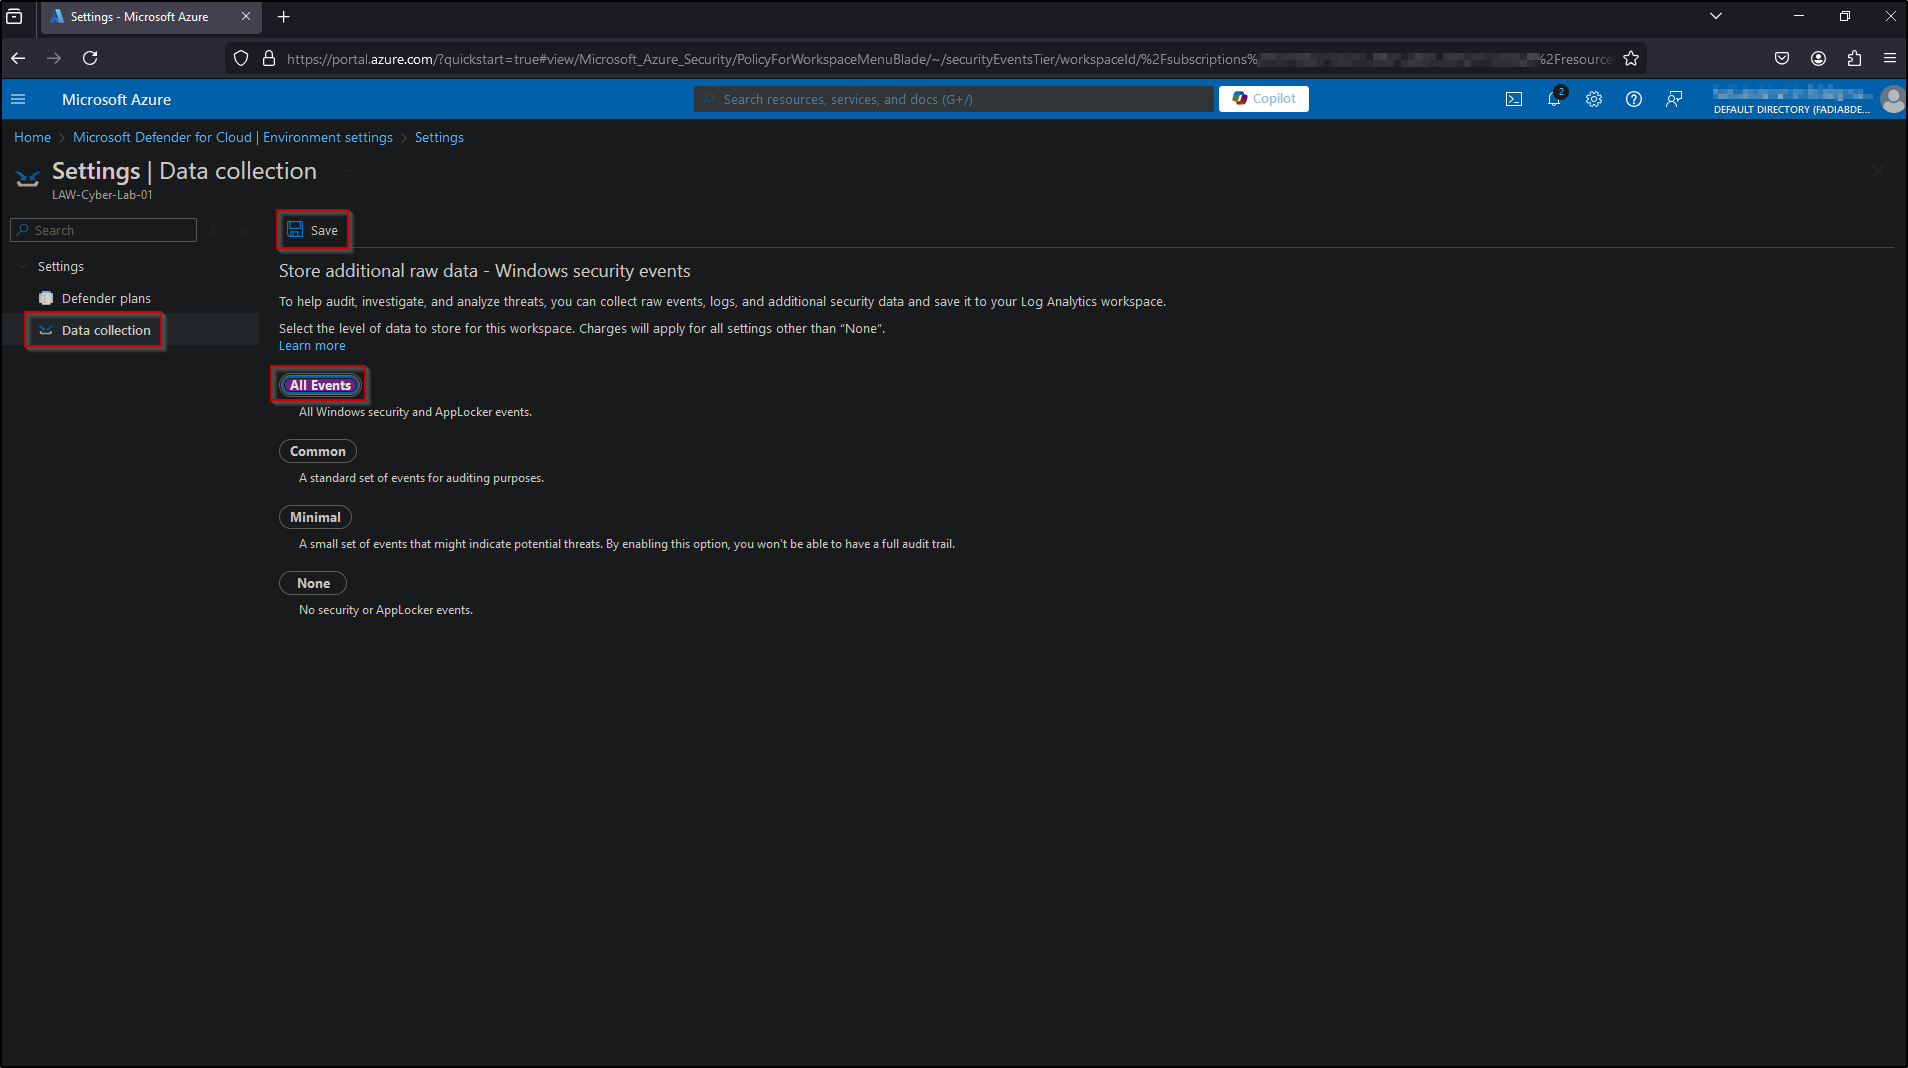 Settings - Microsoft Azure
https://portal.azure.com/?quickstart=true#view/Microsoft_Azure_Security/PolicyForWorkspaceMenuBlade/~/securityEventsTier/workspaceId/%2Fsubscriptions% %2Fresource
Microsoft Azure
Search resources, services, and docs (G+/)
Copilot
2
DEFAULT DIRECTORY (FADIABDE...
Home > Microsoft Defender for Cloud | Environment settings > Settings
Settings | Data collection
...
LAW-Cyber-Lab-01
Search
Settings
Defender plans
Data collection
Save
Store additional raw data - Windows security events
To help audit, investigate, and analyze threats, you can collect raw events, logs, and additional security data and save it to your Log Analytics workspace.
Select the level of data to store for this workspace. Charges will apply for all settings other than “None”.
Learn more
All Events
All Windows security and AppLocker events.
Common
A standard set of events for auditing purposes.
Minimal
A small set of events that might indicate potential threats. By enabling this option, you won't be able to have a full audit trail.
None
No security or AppLocker events.